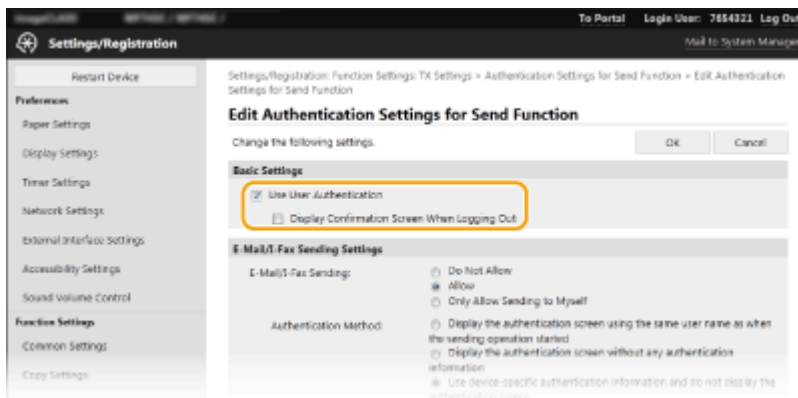 To Portal Login User: 7654321 Log Out
Settings/Registration
Mail to System Manager
Restart Device
Preferences
Paper Settings
Display Settings
Timer Settings
Network Settings
External Interface Settings
Accessibility Settings
Sound Volume Control
Function Settings
Common Settings
Copy Settings
Settings/Registration: Function Settings: TX Settings > Authentication Settings for Send Function > Edit Authentication
Settings for Send Function
Edit Authentication Settings for Send Function
Change the following settings.
OK
Cancel
Basic Settings
Use User Authentication
Display Confirmation Screen When Logging Out
E-Mail/I-Fax Sending Settings
E-Mail/I-Fax Sending:
Do Not Allow
Allow
Only Allow Sending to Myself
Authentication Method:
Display the authentication screen using the same user name as when
the sending operation started
Display the authentication screen without any authentication
information
Use device-specific authentication information and do not display the
authentication screen